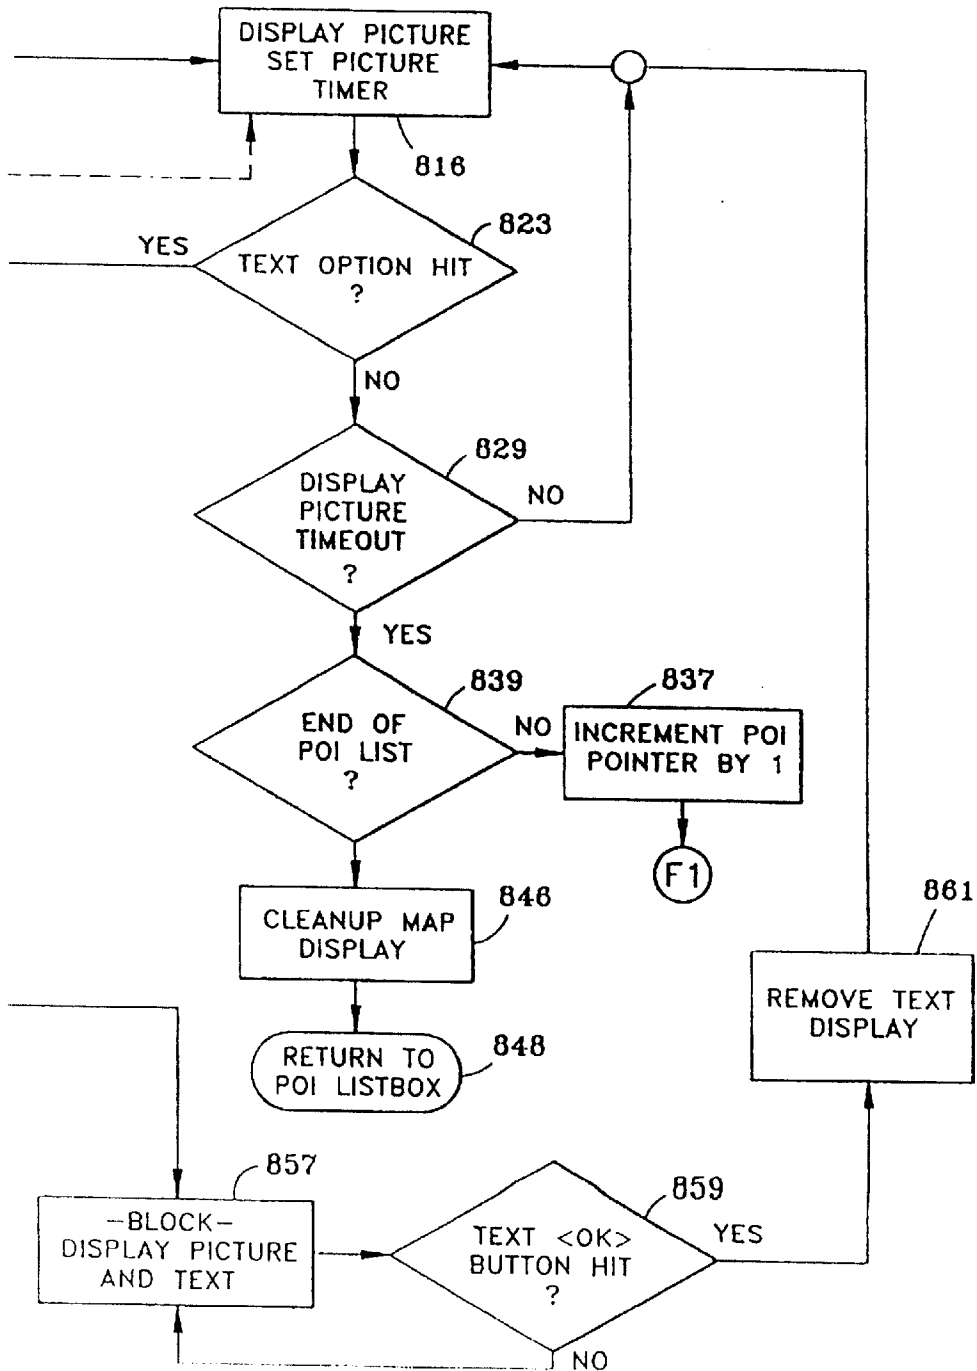 DISPLAY PICTURE
SET PICTURE
TIMER
816
823
YES
TEXT OPTION HIT
?
NO
829
DISPLAY
PICTURE
TIMEOUT
?
NO
YES
839
END OF
POI LIST
?
NO
837
INCREMENT POI
POINTER BY 1
F1
846
CLEANUP MAP
DISPLAY
861
REMOVE TEXT
DISPLAY
848
RETURN TO
POI LISTBOX
857
-BLOCK-
DISPLAY PICTURE
AND TEXT
859
TEXT <OK>
BUTTON HIT
?
YES
NO